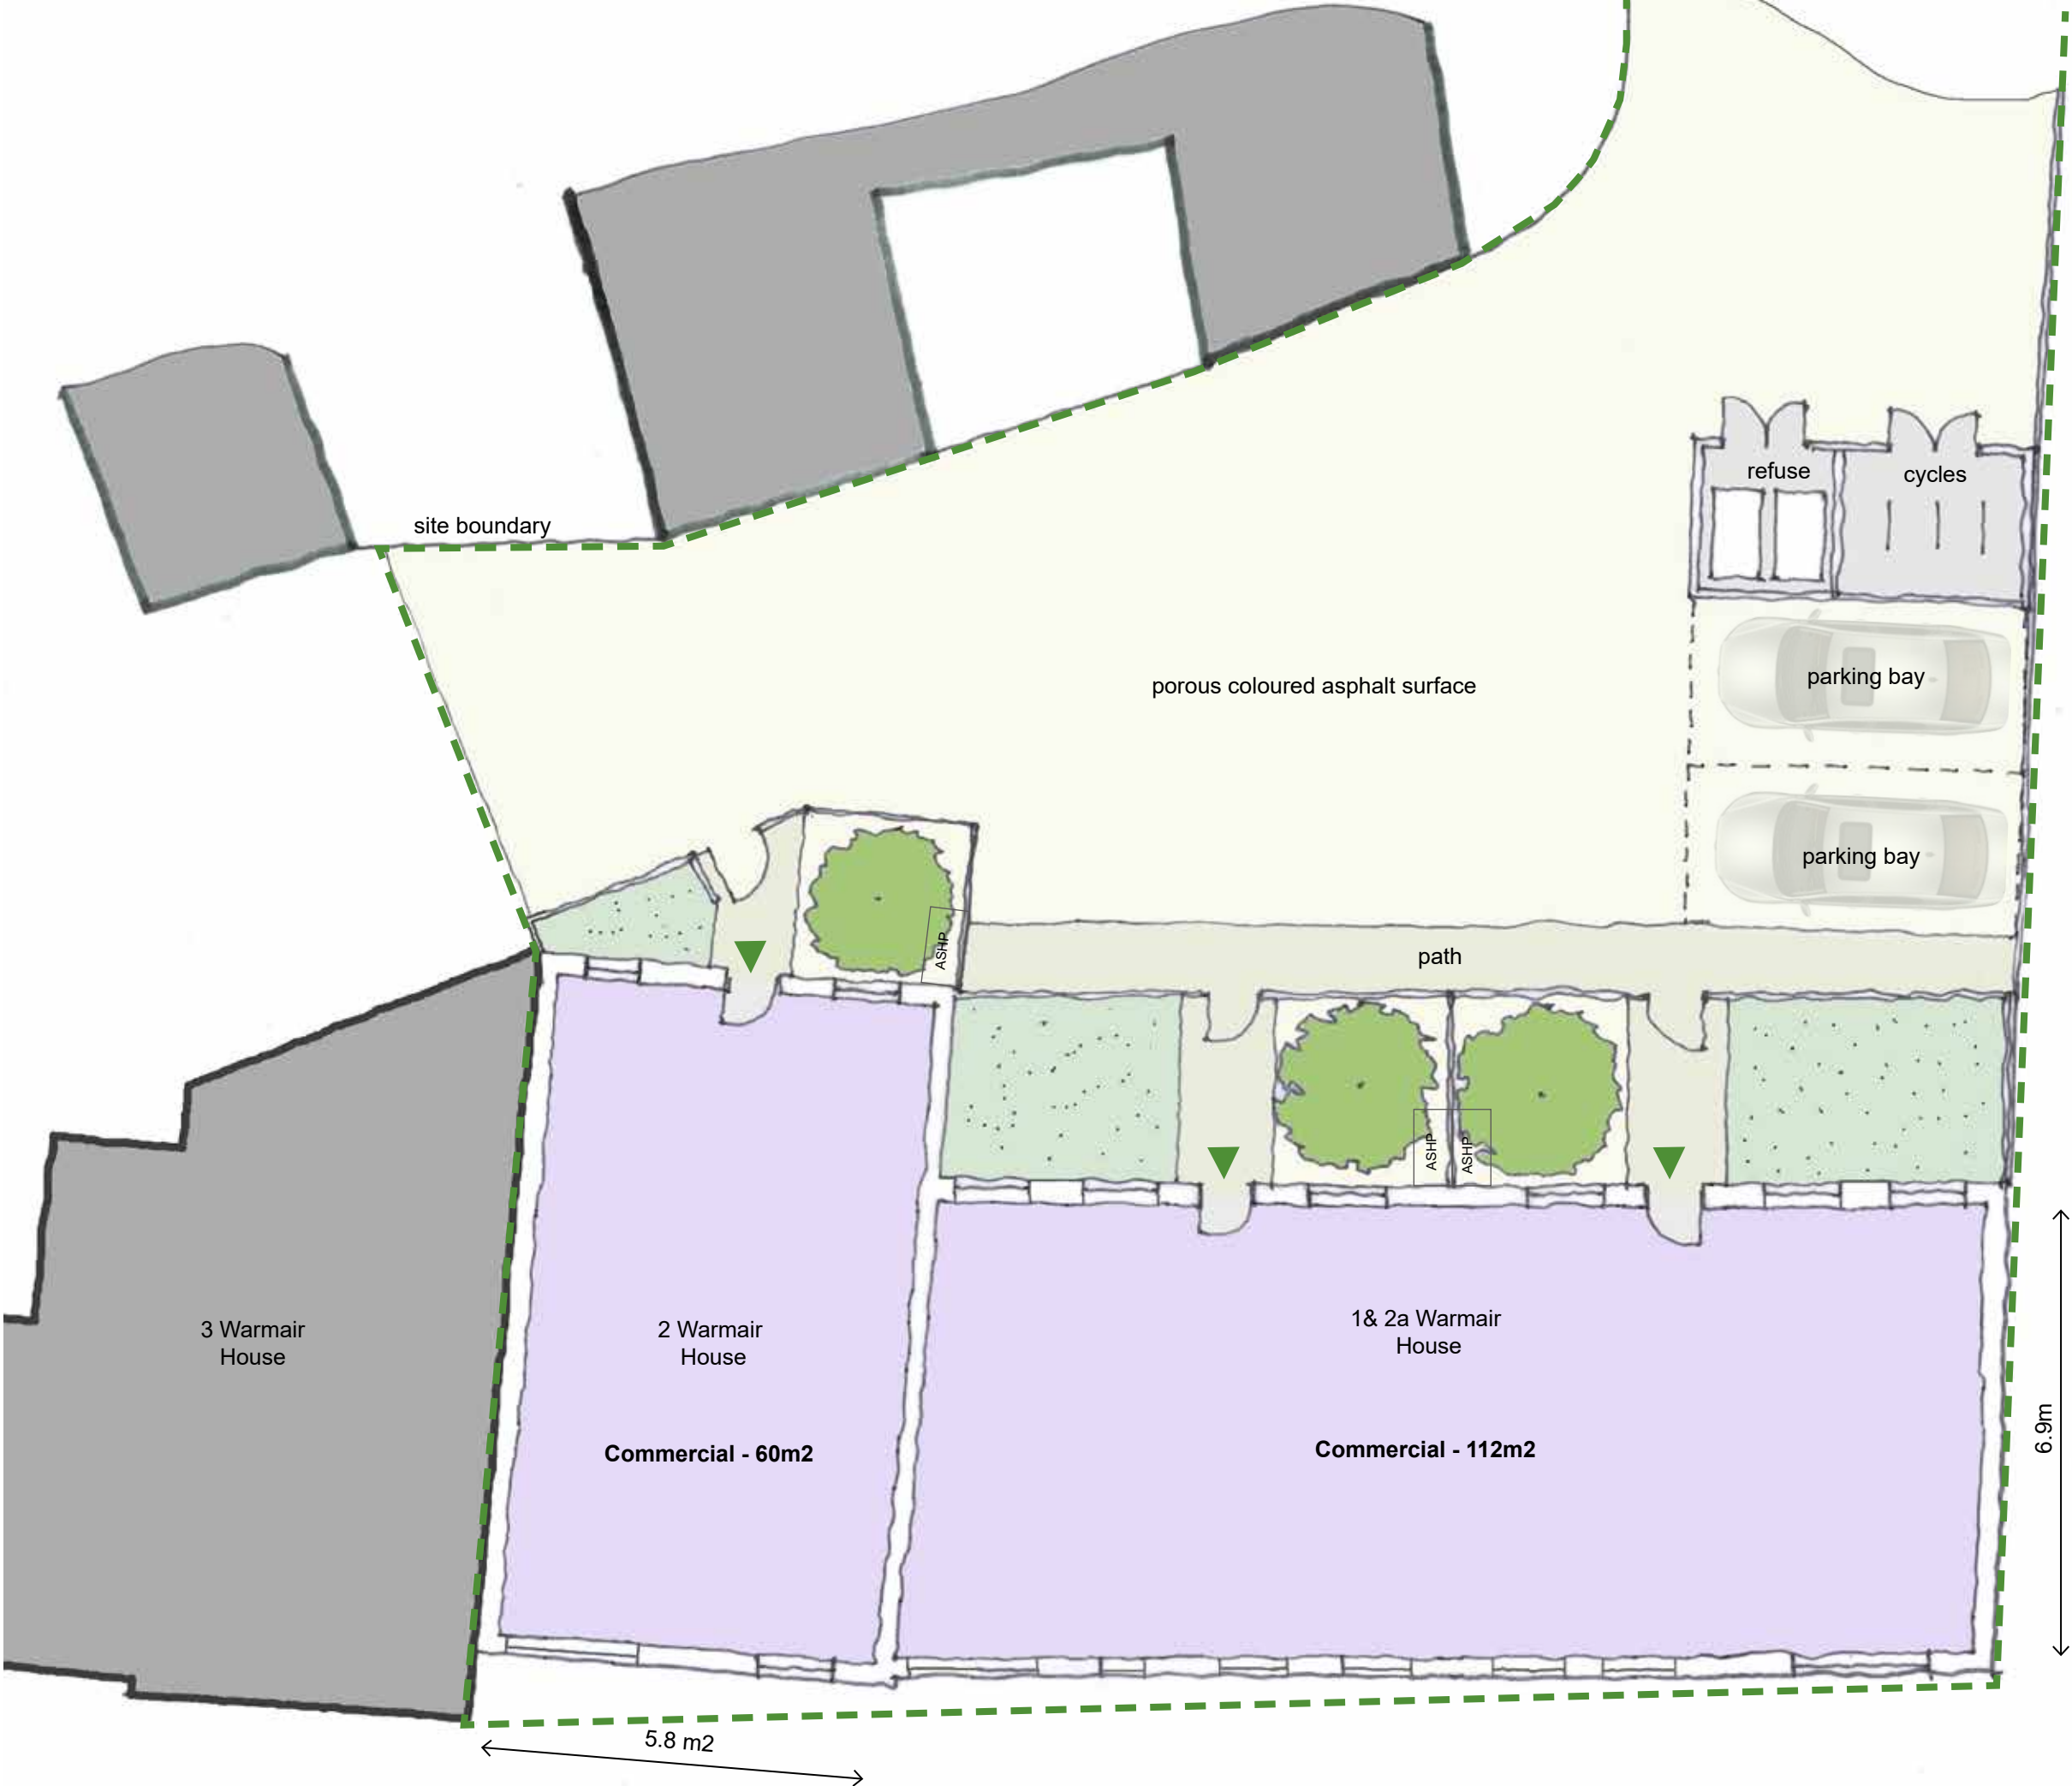 refuse
cycles
site boundary
parking bay
porous coloured asphalt surface
parking bay
ASHP
path
ASHP
ASHP
3 Warmair
House
2 Warmair
House
1& 2a Warmair
House
Commercial - 60m2
Commercial - 112m2
6.9m
5.8 m2